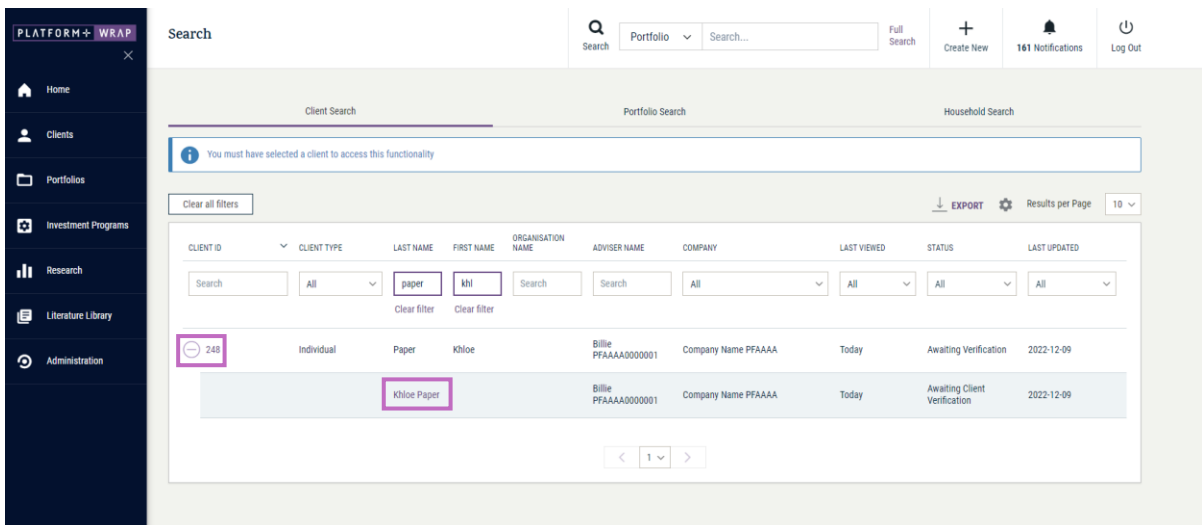 PLATFORM+ WRAP
Home
Clients
Portfolios
Investment Programs
Research
Literature Library
Administration
Search
Search
Portfolio
Search...
Full
Search
Create New
161 Notifications
Log Out
Client Search
Portfolio Search
Household Search
You must have selected a client to access this functionality
Clear all filters
EXPORT
Results per Page
10
CLIENT ID
CLIENT TYPE
LAST NAME
FIRST NAME
ORGANISATION
NAME
ADVISER NAME
COMPANY
LAST VIEWED
STATUS
LAST UPDATED
Search
All
paper
khl
Search
Search
All
All
All
All
Clear filter
Clear filter
248
Individual
Paper
Khloe
Billie
PFAAAA0000001
Company Name PFAAAA
Today
Awaiting Verification
2022-12-09
Khloe Paper
Billie
PFAAAA0000001
Company Name PFAAAA
Today
Awaiting Client
Verification
2022-12-09
1